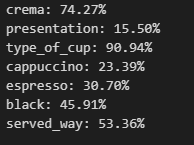 crema: 74.27%
presentation: 15.50%
type_of_cup: 90.94%
cappuccino: 23.39%
espresso: 30.70%
black: 45.91%
served_way: 53.36%